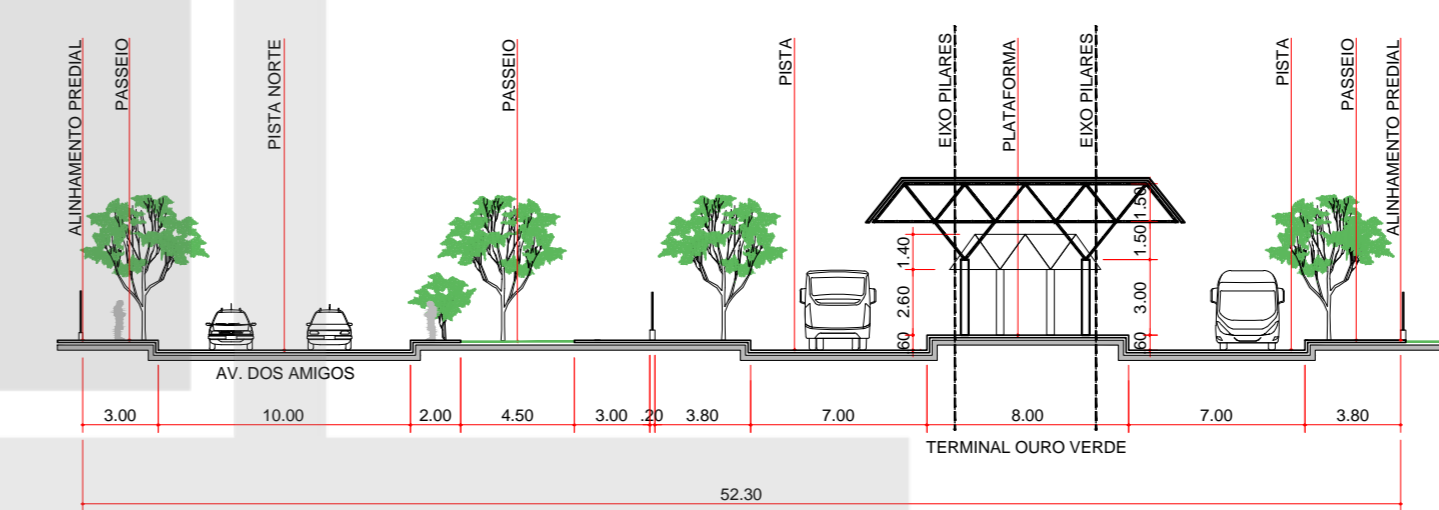 ALINHAMENTO PREDIAL
PASSEIO
PISTA NORTE
PASSEIO
PISTA
EIXO PILARES
PLATAFORMA
EIXO PILARES
PISTA
PASSEIO
ALINHAMENTO PREDIAL
1.40
2.60
.60
1.50
1.50
3.00
.60
AV. DOS AMIGOS
3.00
10.00
2.00
4.50
3.00
.20
3.80
7.00
8.00
7.00
3.80
TERMINAL OURO VERDE
52.30